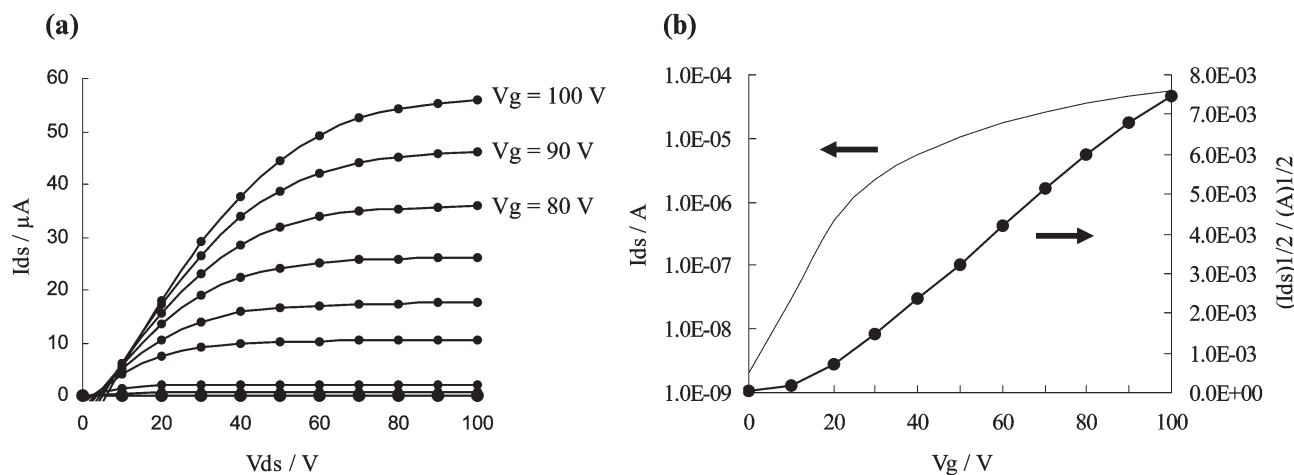 (a)
60
50
40
30
20
10
0
Ids / μA
Vg = 100 V
Vg = 90 V
Vg = 80 V
0 20 40 60 80 100
Vds / V
(b)
1.0E-04
1.0E-05
1.0E-06
1.0E-07
1.0E-08
1.0E-09
Ids / A
8.0E-03
7.0E-03
6.0E-03
5.0E-03
4.0E-03
3.0E-03
2.0E-03
1.0E-03
0.0E+00
(Ids)1/2 / (A)1/2
0 20 40 60 80 100
Vg / V